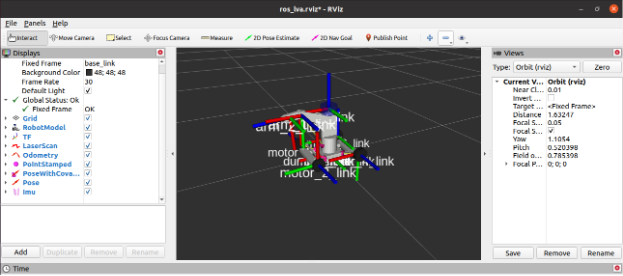 ros_iva.rviz* - RViz
File Panels Help
Interact Move Camera Select Focus Camera Measure 2D Pose Estimate 2D Nav Goal Publish Point
Displays
Fixed Frame base_link
Background Color 48; 48; 48
Frame Rate 30
Default Light
Global Status: Ok
Fixed Frame OK
Grid
RobotModel
TF
LaserScan
Odometry
PointStamped
PoseWithCova...
Pose
Imu
Add Duplicate Remove Rename
link
link
motor
link
motor_2_link
Views
Type: Orbit (rviz) Zero
Current V... Orbit (rviz)
Near Cl... 0.01
Invert ...
Target ... <Fixed Frame>
Distance 1.63247
Focal S... 0.05
Focal S...
Yaw 1.1054
Pitch 0.520398
Field o... 0.785398
Focal P... 0; 0; 0
Save Remove Rename
Time